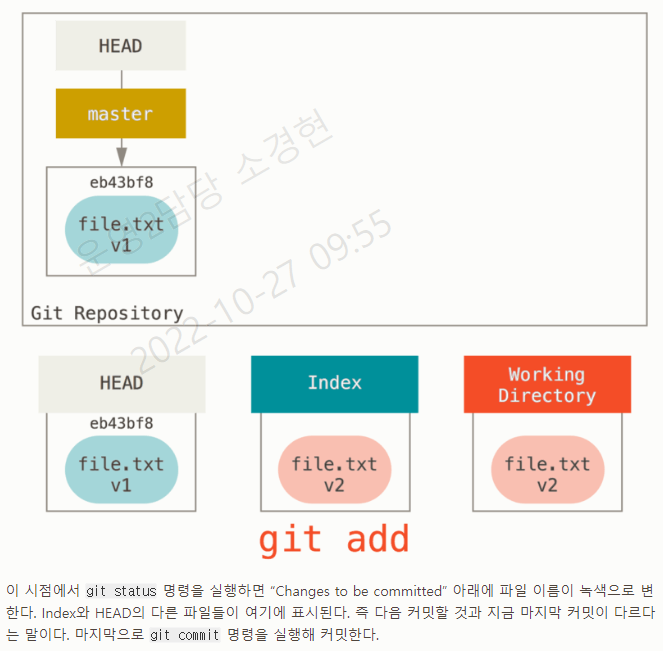 HEAD
master
eb43bf8
file.txt
v1
Git Repository
운영2담당 소경현
2022-10-27 09:55
HEAD
Index
Working
Directory
eb43bf8
file.txt
v1
file.txt
v2
file.txt
v2
git add
이 시점에서 git status 명령을 실행하면 “Changes to be committed” 아래에 파일 이름이 녹색으로 변
한다. Index와 HEAD의 다른 파일들이 여기에 표시된다. 즉 다음 커밋할 것과 지금 마지막 커밋이 다르다
는 말이다. 마지막으로 git commit 명령을 실행해 커밋한다.